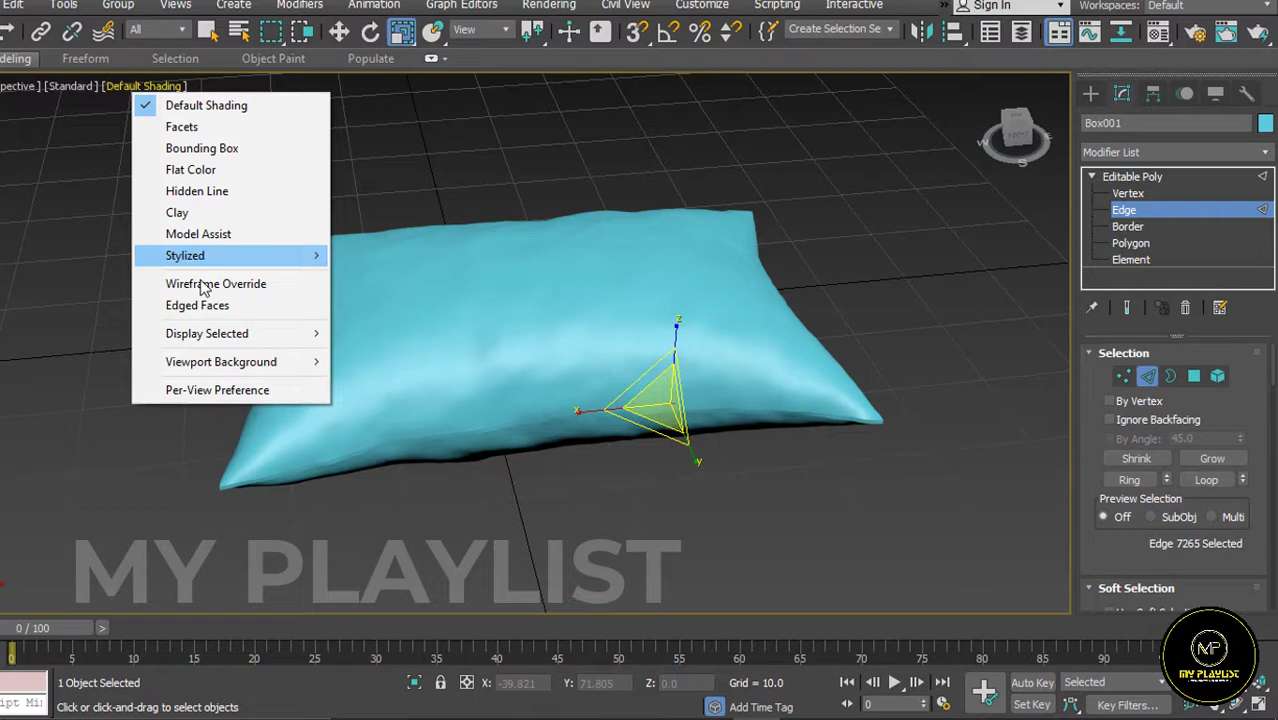 Edit Tools Group Views Create Modifiers Animation Graph Editors Rendering Civil View Customize Scripting Interactive Sign In Workspaces: Default
All View Create Selection Se
deling Freeform Selection Object Paint Populate
pective ] [Standard ] [Default Shading ]
Default Shading
Facets
Bounding Box
Flat Color
Hidden Line
Clay
Model Assist
Stylized
Wireframe Override
Edged Faces
Display Selected
Viewport Background
Per-View Preference
FRONT
W
S
z
x
y
Box001
Modifier List
Editable Poly
Vertex
Edge
Border
Polygon
Element
Selection
By Vertex
Ignore Backfacing
By Angle: 45.0
Shrink Grow
Ring Loop
Preview Selection
Off SubObj Multi
Edge 7265 Selected
Soft Selection
MY PLAYLIST
0 / 100 >
0 5 10 15 20 25 30 35 40 45 50 55 60 65 70 75 80 85 90
MP
MY PLAYLIST
1 Object Selected X: -39.821 Y: 71.805 Z: 0.0 Grid = 10.0 Auto Key Selected
cript Mi Click or click-and-drag to select objects Add Time Tag 0 Set Key Key Filters...